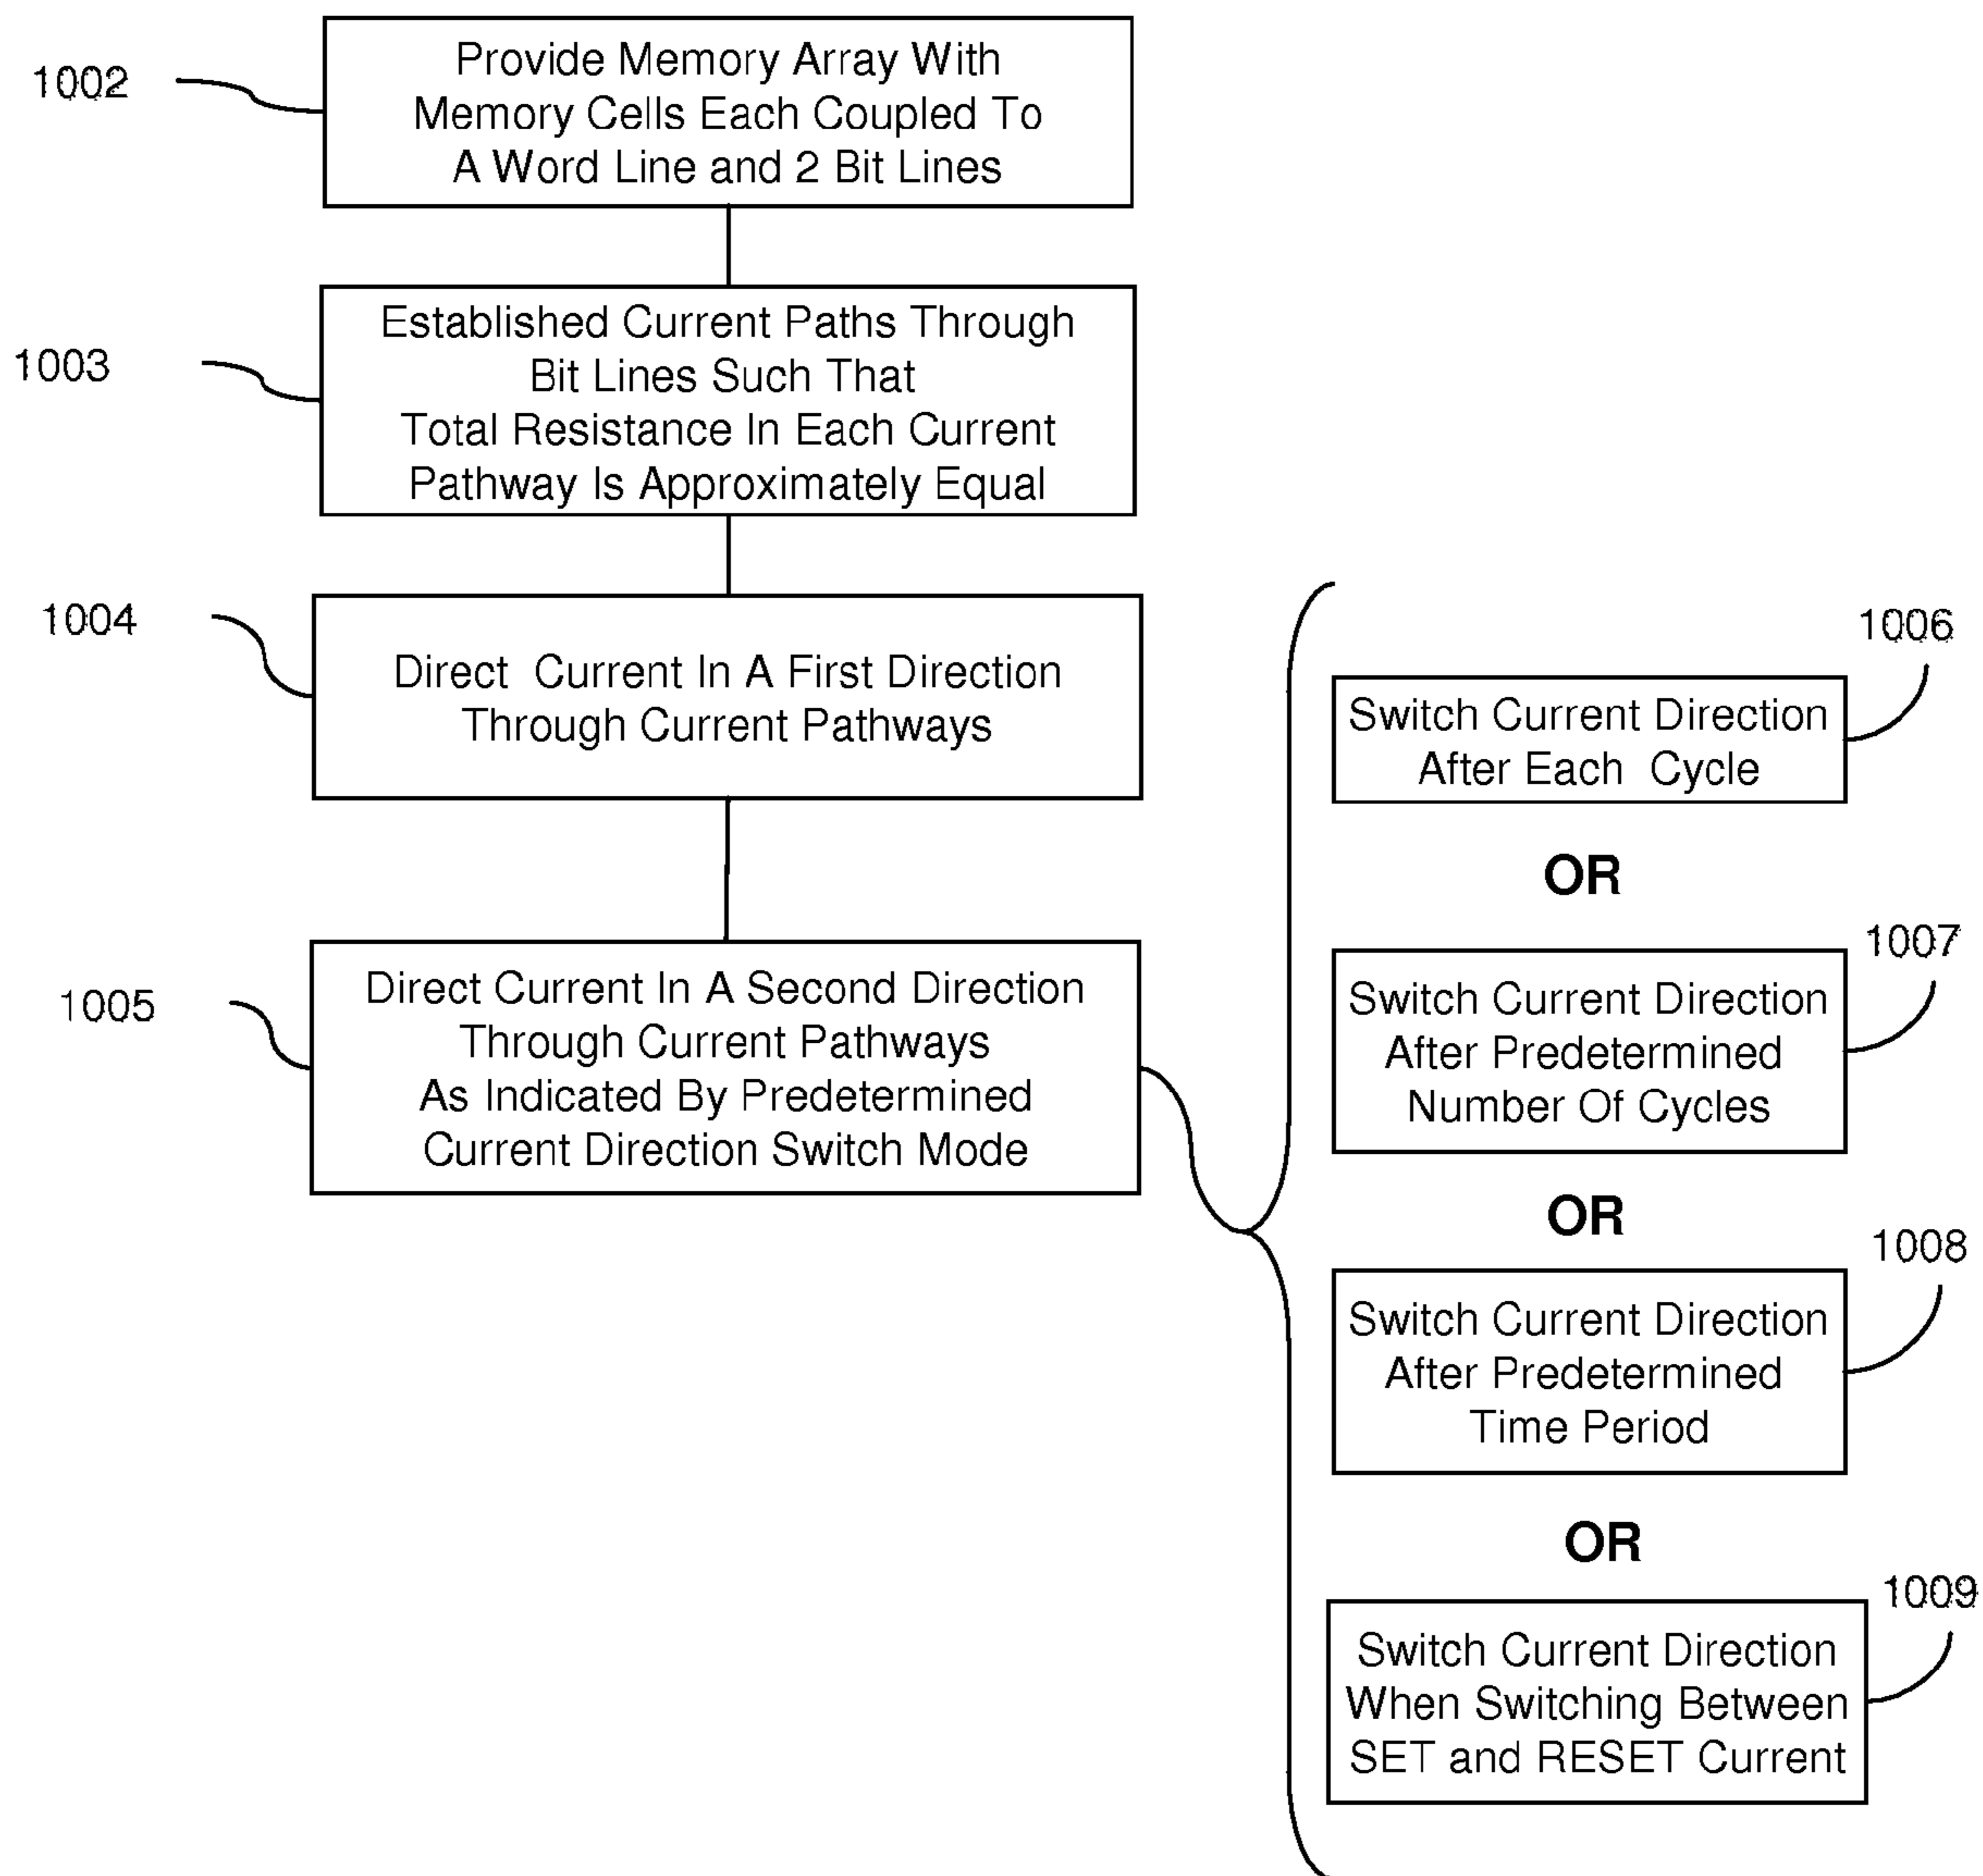 1002
Provide Memory Array With
Memory Cells Each Coupled To
A Word Line and 2 Bit Lines
1003
Established Current Paths Through
Bit Lines Such That
Total Resistance In Each Current
Pathway Is Approximately Equal
1004
Direct Current In A First Direction
Through Current Pathways
1005
Direct Current In A Second Direction
Through Current Pathways
As Indicated By Predetermined
Current Direction Switch Mode
1006
Switch Current Direction
After Each Cycle
OR
1007
Switch Current Direction
After Predetermined
Number Of Cycles
OR
1008
Switch Current Direction
After Predetermined
Time Period
OR
1009
Switch Current Direction
When Switching Between
SET and RESET Current